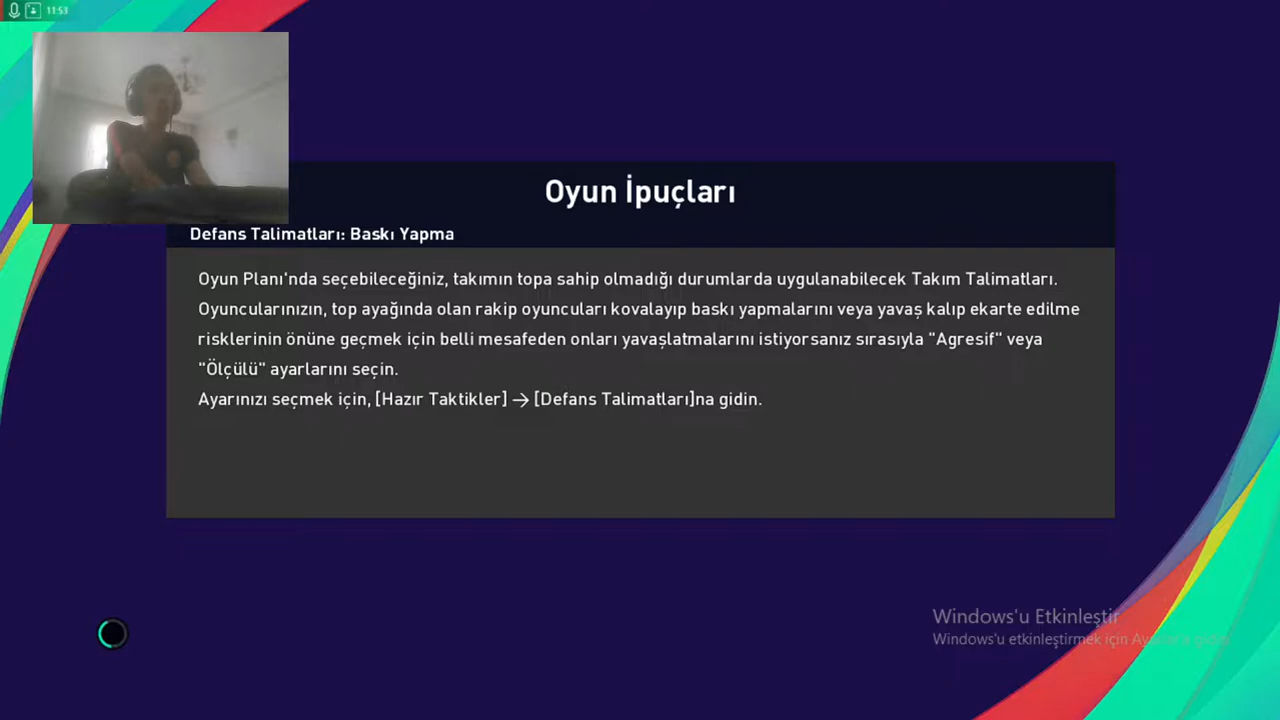 11:53
Oyun İpuçları
Defans Talimatları: Baskı Yapma
Oyun Planı'nda seçebileceğiniz, takımın topa sahip olmadığı durumlarda uygulanabilecek Takım Talimatları.
Oyuncularınızın, top ayağında olan rakip oyuncuları kovalayıp baskı yapmalarını veya yavaş kalıp ekarte edilme
risklerinin önüne geçmek için belli mesafeden onları yavaşlatmalarını istiyorsanız sırasıyla "Agresif" veya
"Ölçülü" ayarlarını seçin.
Ayarınızı seçmek için, [Hazır Taktikler] → [Defans Talimatları]na gidin.
Windows'u Etkinleştir
Windows'u etkinleştirmek için Ayarlar'a gidin.